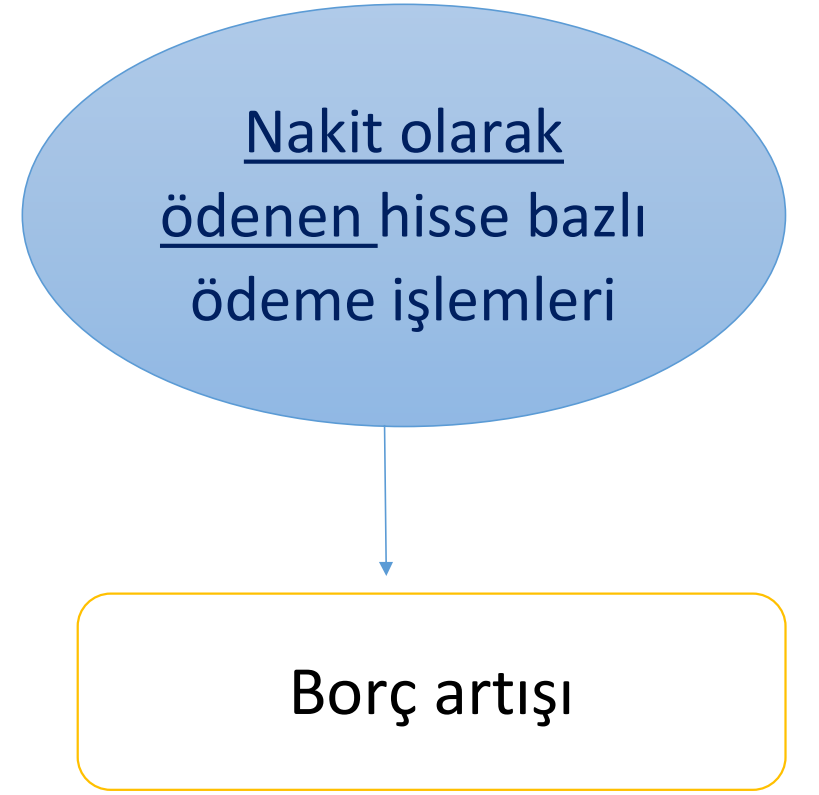 Nakit olarak
ödenen hisse bazlı
ödeme işlemleri
Borç artışı